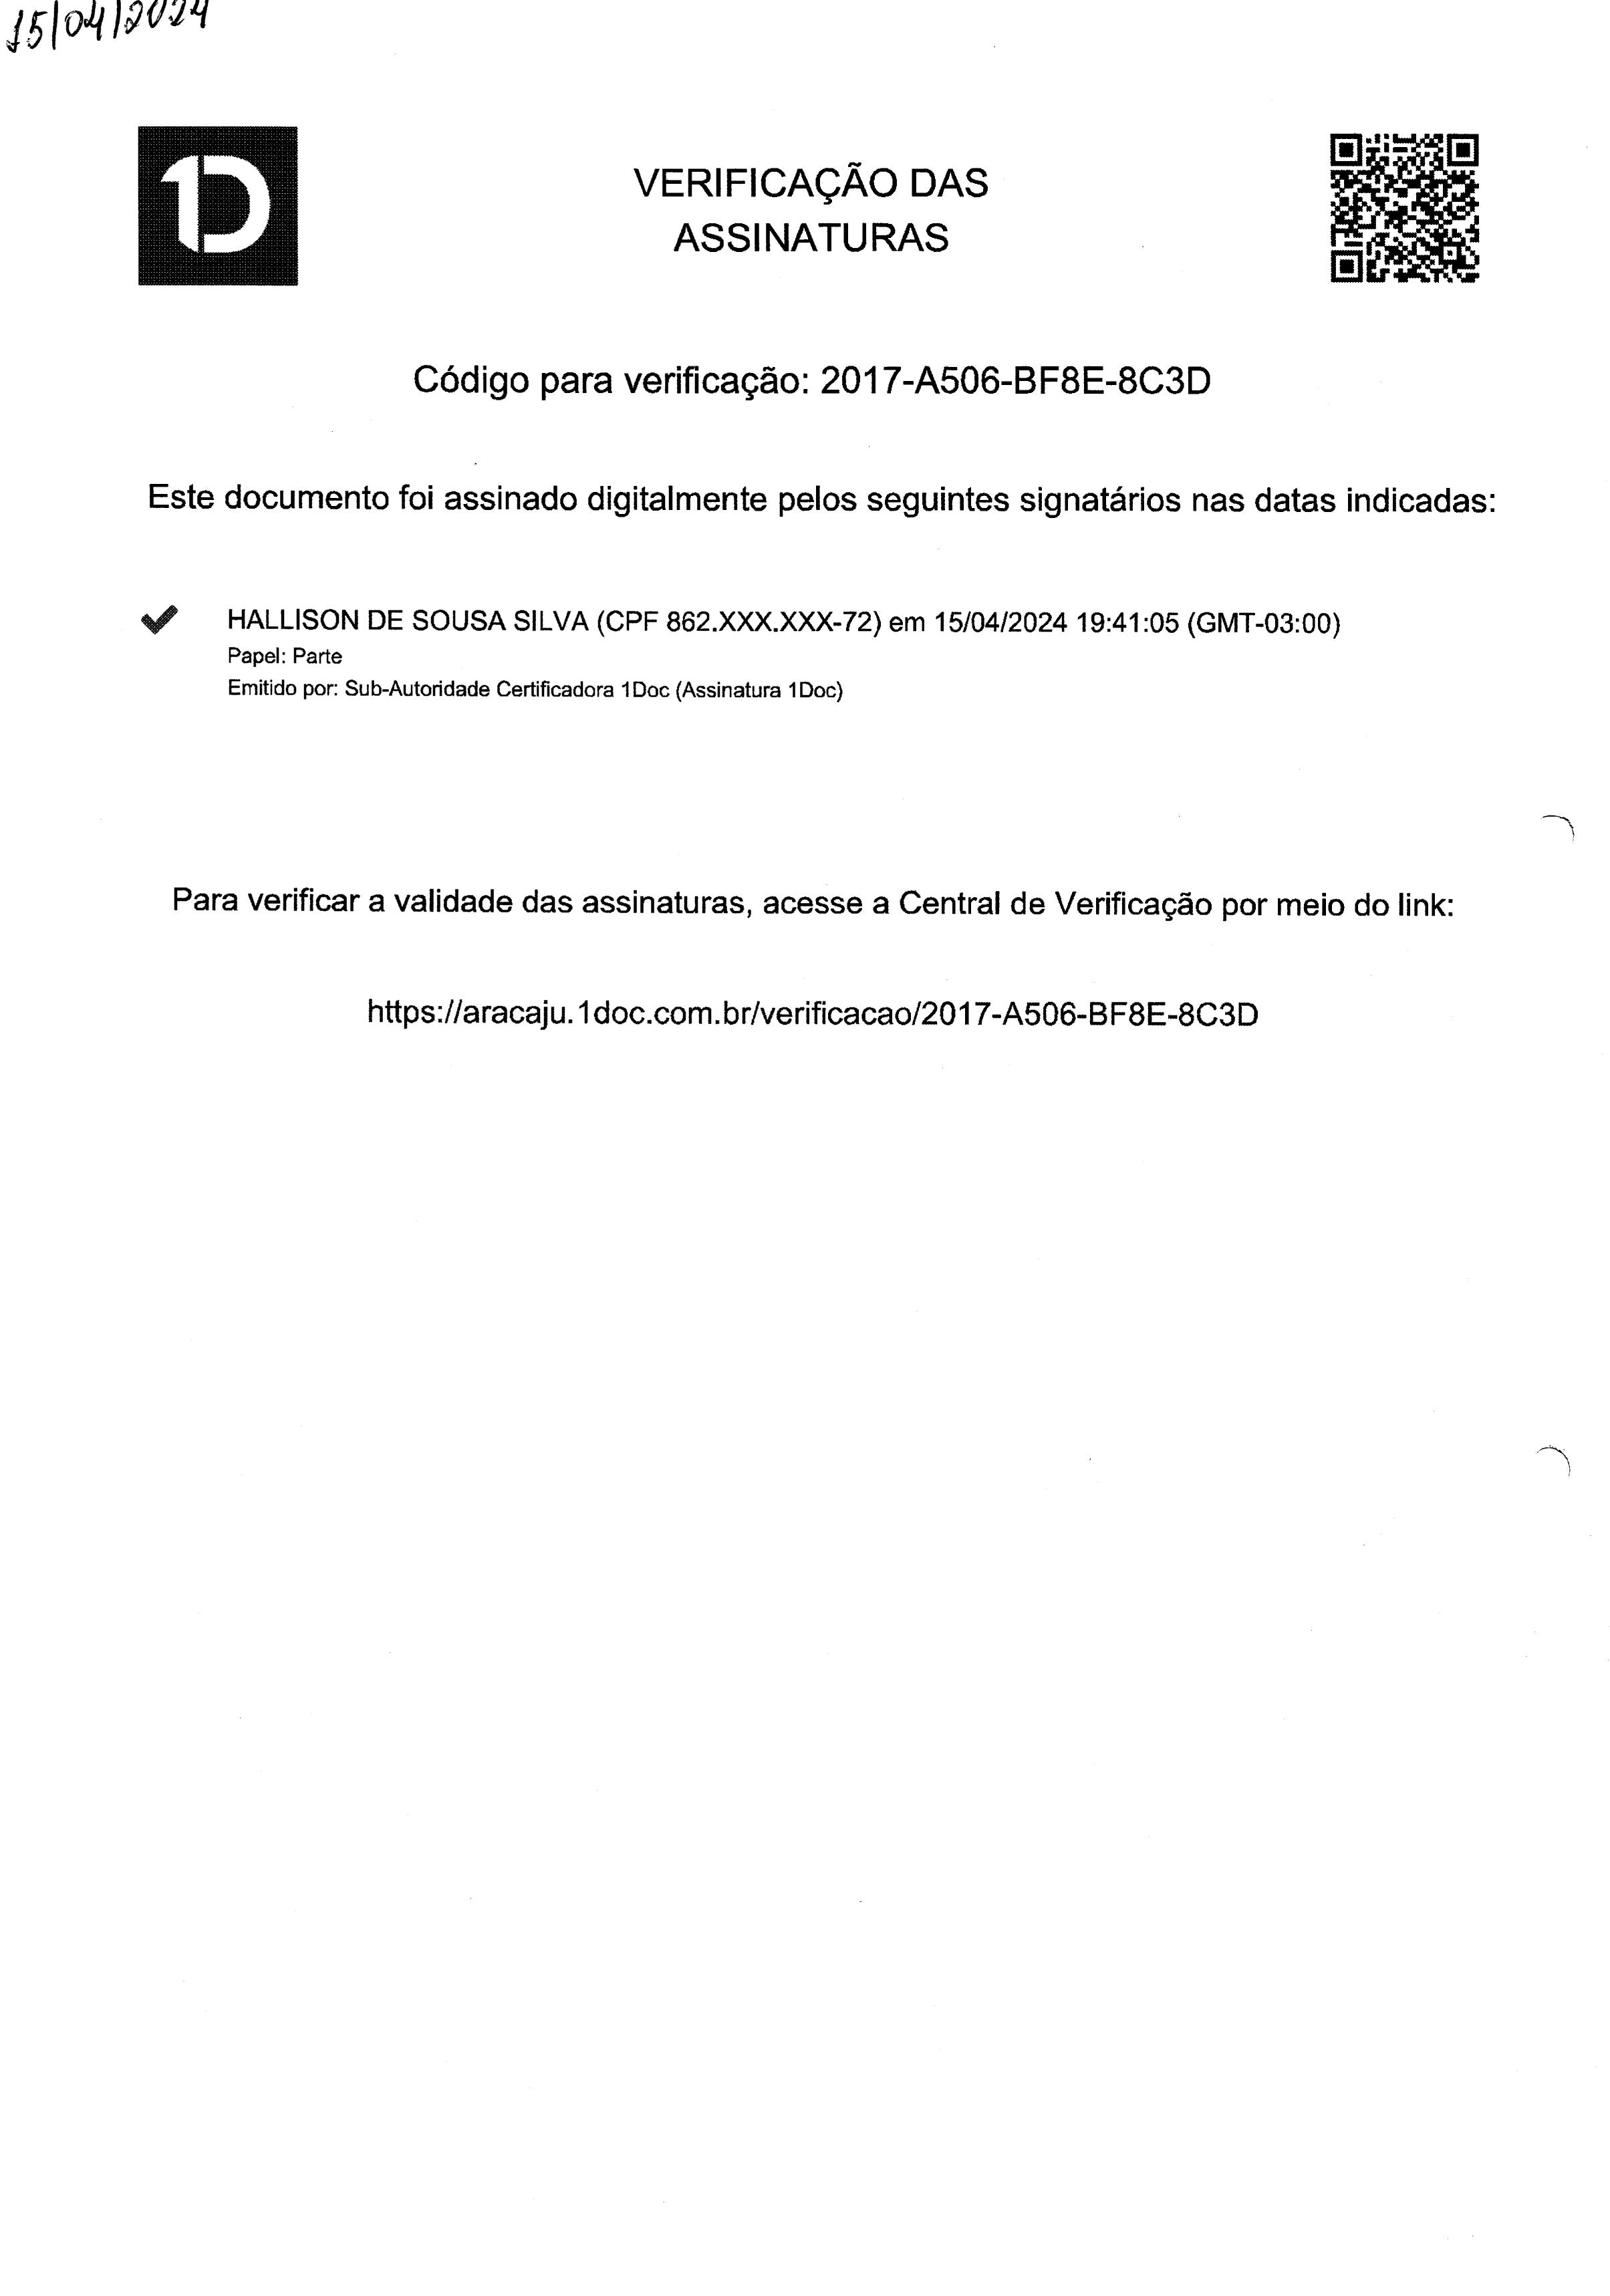 15/04/2024
1D
VERIFICAÇÃO DAS
ASSINATURAS
Código para verificação: 2017-A506-BF8E-8C3D
Este documento foi assinado digitalmente pelos seguintes signatários nas datas indicadas:
HALLISON DE SOUSA SILVA (CPF 862.XXX.XXX-72) em 15/04/2024 19:41:05 (GMT-03:00)
Papel: Parte
Emitido por: Sub-Autoridade Certificadora 1Doc (Assinatura 1Doc)
Para verificar a validade das assinaturas, acesse a Central de Verificação por meio do link:
https://aracaju.1doc.com.br/verificacao/2017-A506-BF8E-8C3D